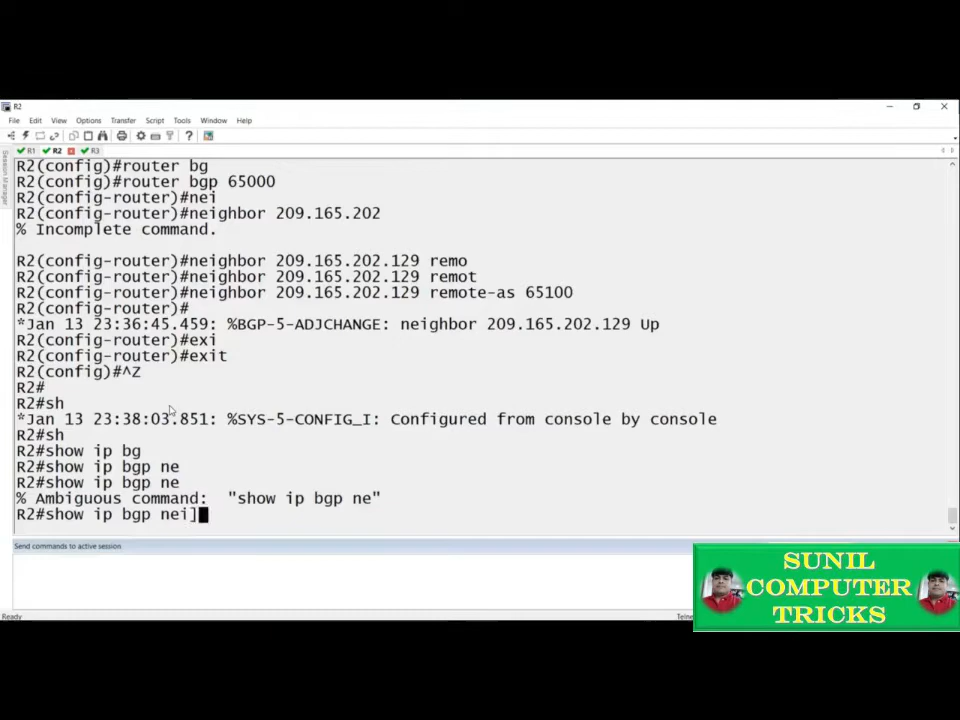 R2
File Edit View Options Transfer Script Tools Window Help
R1 R2 R3
Session Manager
R2(config)#router bg
R2(config)#router bgp 65000
R2(config-router)#nei
R2(config-router)#neighbor 209.165.202
% Incomplete command.
R2(config-router)#neighbor 209.165.202.129 remo
R2(config-router)#neighbor 209.165.202.129 remot
R2(config-router)#neighbor 209.165.202.129 remote-as 65100
R2(config-router)#
*Jan 13 23:36:45.459: %BGP-5-ADJCHANGE: neighbor 209.165.202.129 Up
R2(config-router)#exi
R2(config-router)#exit
R2(config)#^Z
R2#
R2#sh
*Jan 13 23:38:03.851: %SYS-5-CONFIG_I: Configured from console by console
R2#sh
R2#show ip bg
R2#show ip bgp ne
R2#show ip bgp ne
% Ambiguous command:  "show ip bgp ne"
R2#show ip bgp nei]
Send commands to active session
Ready
Telne
SUNIL
COMPUTER
TRICKS